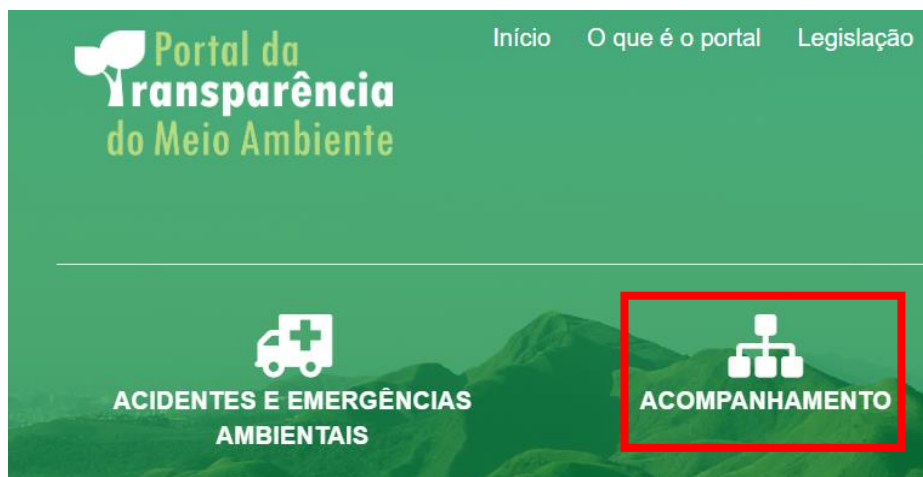 Portal da
Transparência
do Meio Ambiente
Início O que é o portal Legislação
ACIDENTES E EMERGÊNCIAS
AMBIENTAIS
ACOMPANHAMENTO